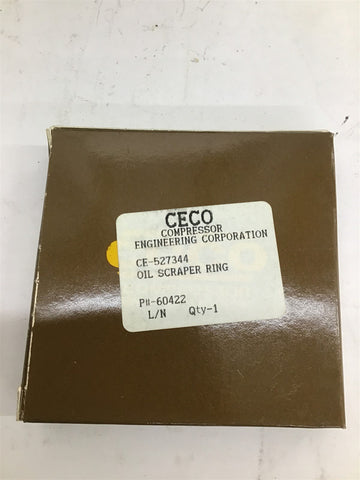 CECO
COMPRESSOR
ENGINEERING CORPORATION
CE-527344
OIL SCRAPER RING
P#-60422
L/N Qty-1